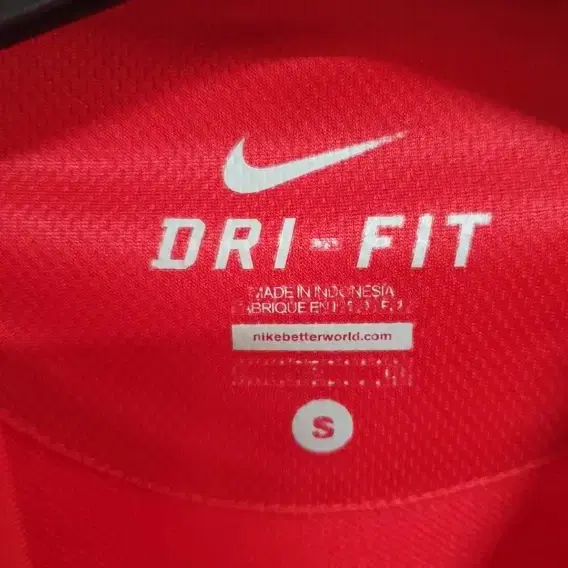 DRI-FIT
MADE IN INDONESIA
nikebetterworld.com
S